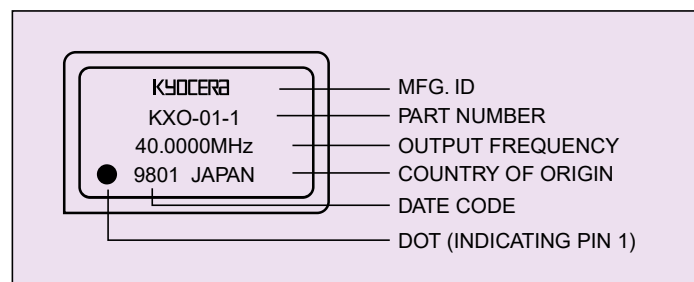 KYOCERA
KXO-01-1
40.0000MHz
9801 JAPAN
MFG. ID
PART NUMBER
OUTPUT FREQUENCY
COUNTRY OF ORIGIN
DATE CODE
DOT (INDICATING PIN 1)